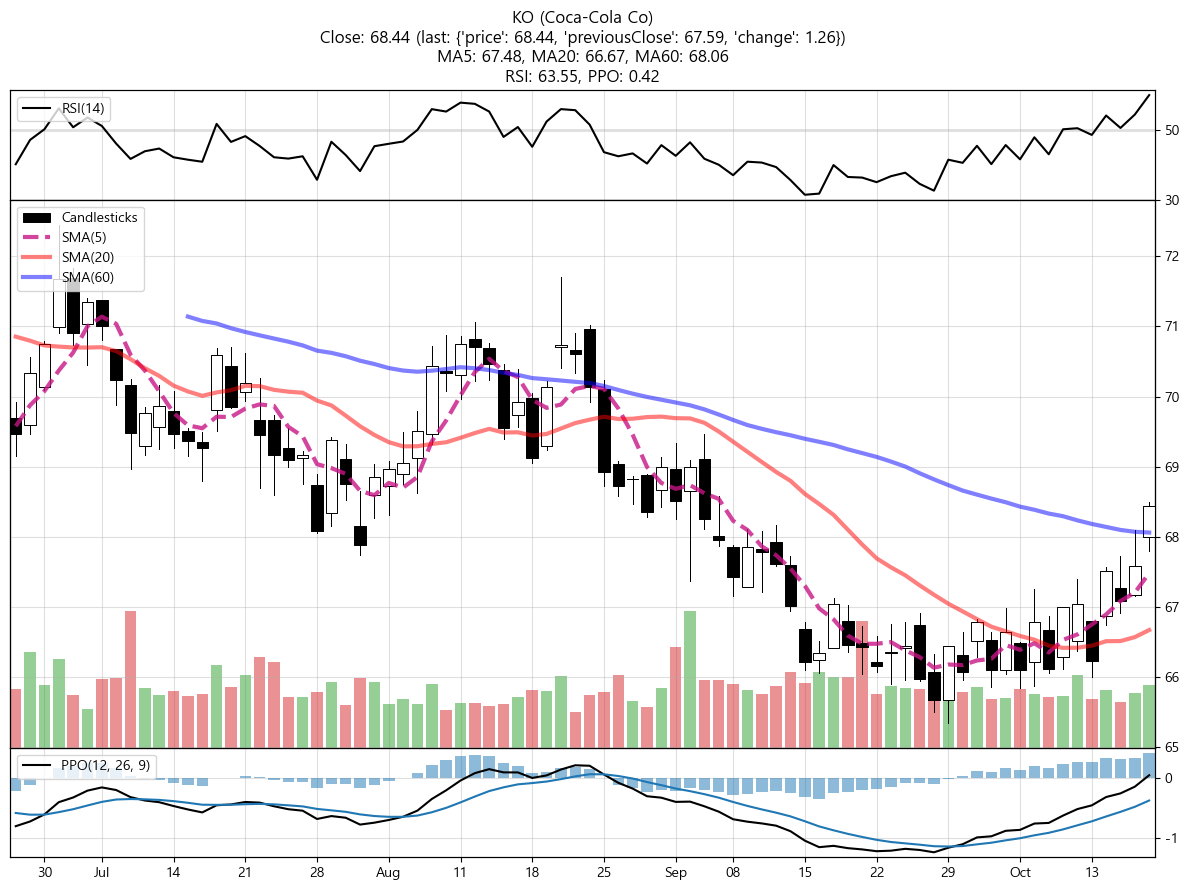 KO (Coca-Cola Co)
Close: 68.44 (last: {'price': 68.44, 'previousClose': 67.59, 'change': 1.26})
MA5: 67.48, MA20: 66.67, MA60: 68.06
RSI: 63.55, PPO: 0.42
RSI(14)
50
30
Candlesticks
SMA(5)
SMA(20)
SMA(60)
72
71
70
69
68
67
66
65
PPO(12, 26, 9)
0
-1
30 Jul 14 21 28 Aug 11 18 25 Sep 08 15 22 29 Oct 13